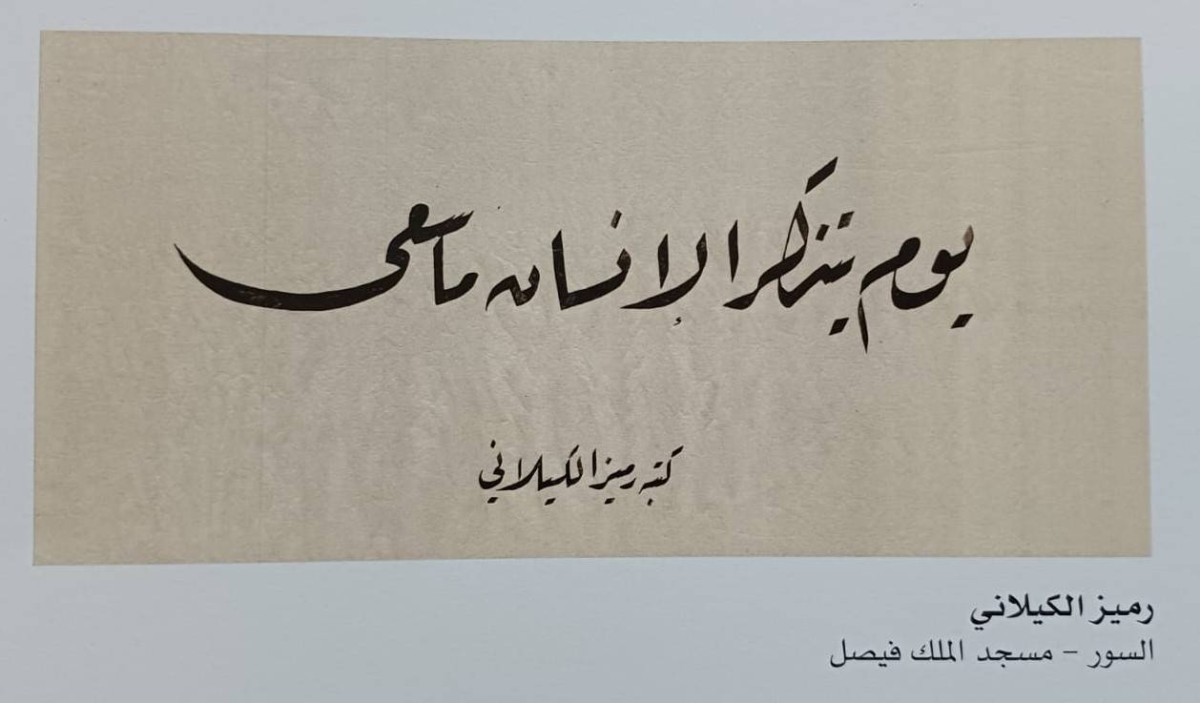 يوم يتذكر الإنسان ما سعى
كتبه رميز الكيلاني
رميز الكيلاني
السور - مسجد الملك فيصل